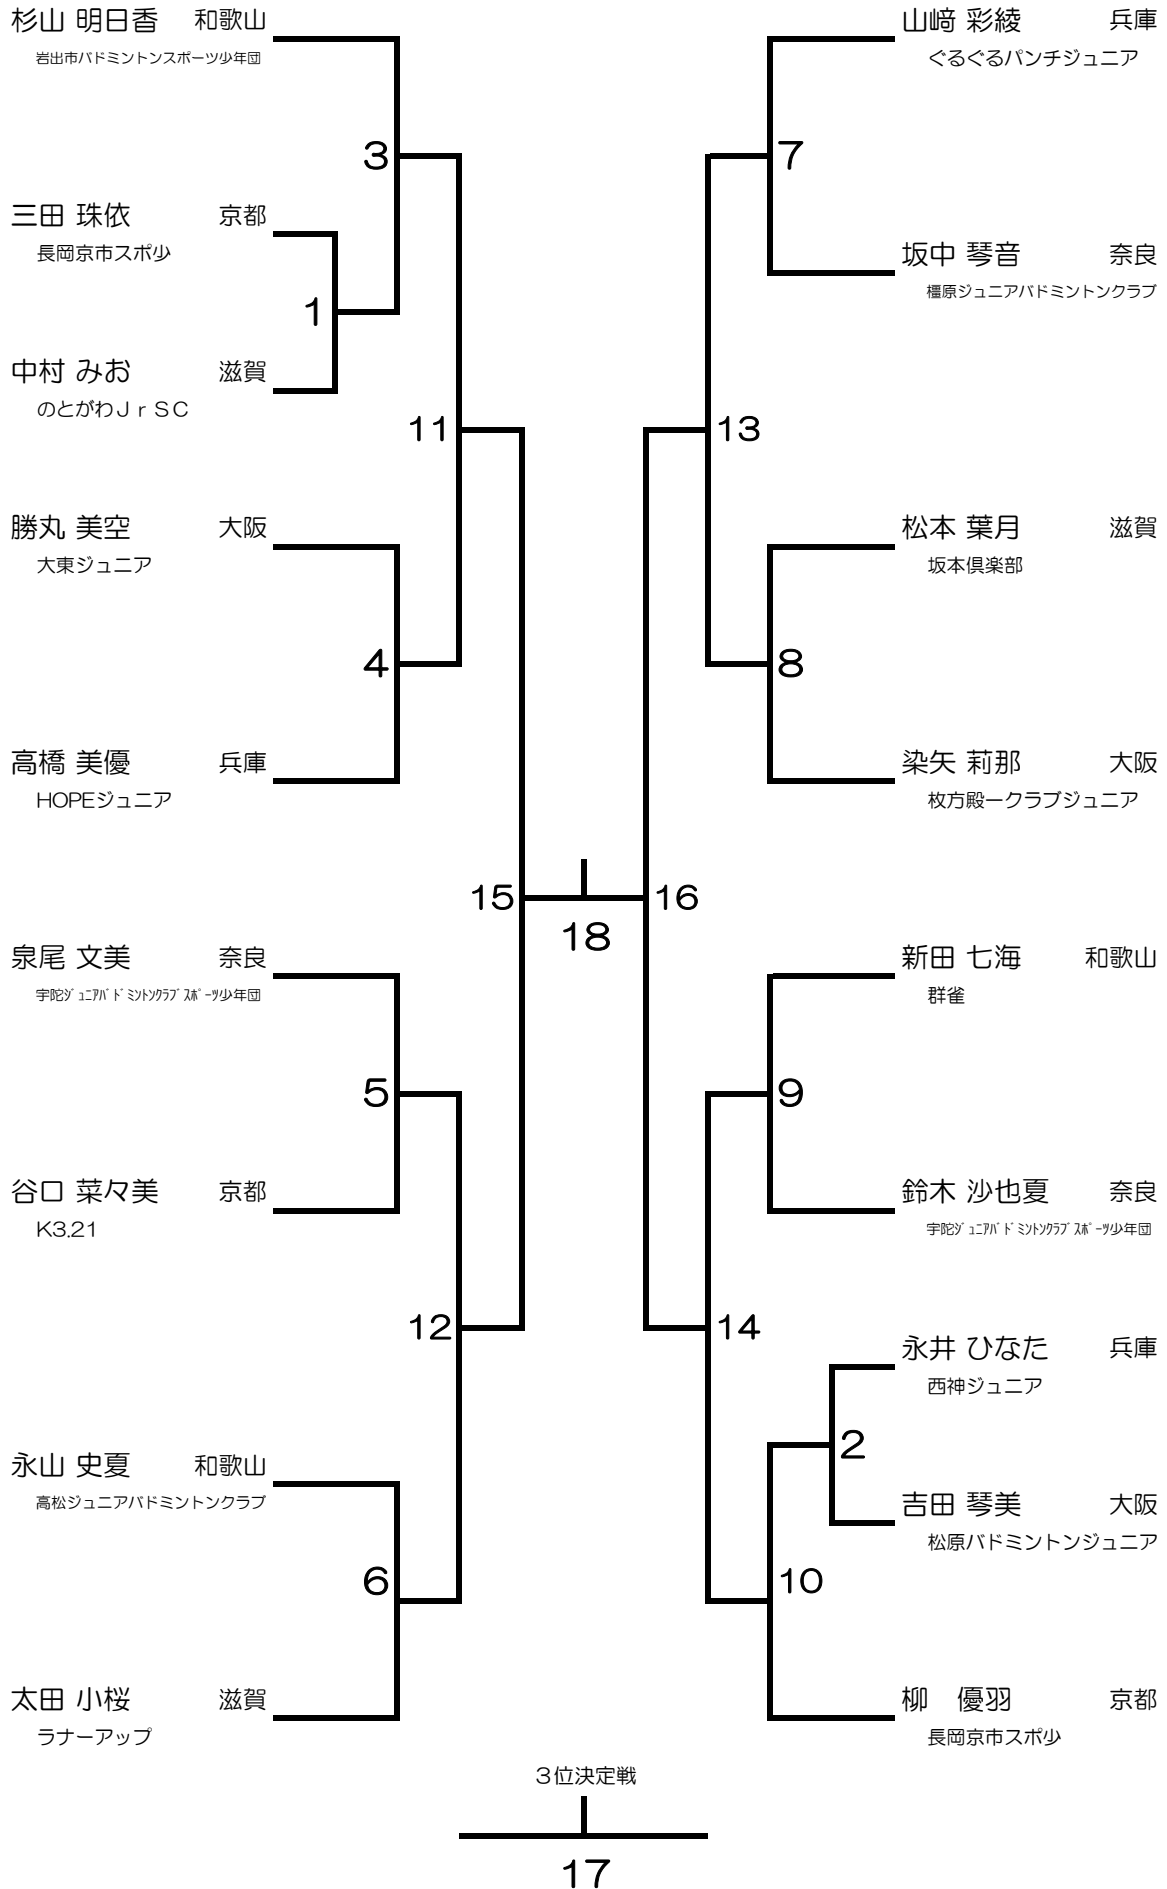 杉山 明日香 和歌山
岩出市バドミントンスポーツ少年団
3
三田 珠依 京都
長岡京市スポ少
1
中村 みお 滋賀
のとがわＪｒＳＣ
11
勝丸 美空 大阪
大東ジュニア
4
高橋 美優 兵庫
HOPEジュニア
15
泉尾 文美 奈良
宇陀ｼﾞｭﾆｱﾊﾞﾄﾞﾐﾝﾄﾝｸﾗﾌﾞｽﾎﾟｰﾂ少年団
5
谷口 菜々美 京都
K3.21
12
永山 史夏 和歌山
高松ジュニアバドミントンクラブ
6
太田 小桜 滋賀
ラナーアップ
山﨑 彩綾 兵庫
ぐるぐるパンチジュニア
7
坂中 琴音 奈良
橿原ジュニアバドミントンクラブ
13
松本 葉月 滋賀
坂本倶楽部
8
染矢 莉那 大阪
枚方殿一クラブジュニア
16
18
新田 七海 和歌山
群雀
9
鈴木 沙也夏 奈良
宇陀ｼﾞｭﾆｱﾊﾞﾄﾞﾐﾝﾄﾝｸﾗﾌﾞｽﾎﾟｰﾂ少年団
14
永井 ひなた 兵庫
西神ジュニア
2
吉田 琴美 大阪
松原バドミントンジュニア
10
柳　優羽 京都
長岡京市スポ少
３位決定戦
17